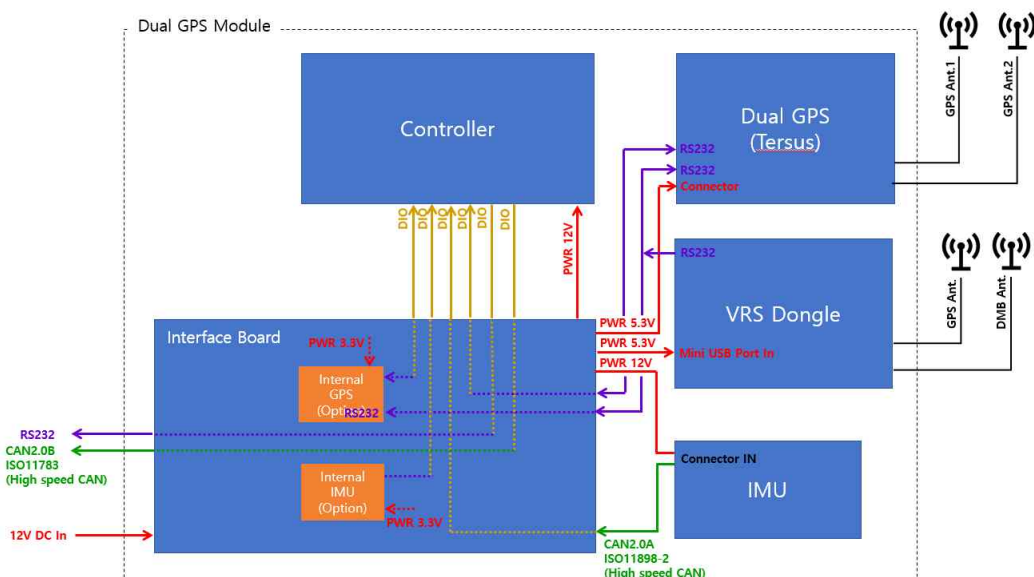 Dual GPS Module
Controller
Dual GPS
(Tersus)
RS232
RS232
Connector
GPS Ant.1
GPS Ant.2
DIO
DIO
DIO
DIO
DIO
DIO
PWR 12V
RS232
VRS Dongle
Mini USB Port In
GPS Ant.
DMB Ant.
Interface Board
PWR 5.3V
PWR 5.3V
PWR 12V
PWR 3.3V
Internal
GPS
(Option)
RS232
RS232
CAN2.0B
ISO11783
(High speed CAN)
Internal
IMU
(Option)
PWR 3.3V
Connector IN
IMU
12V DC In
CAN2.0A
ISO11898-2
(High speed CAN)